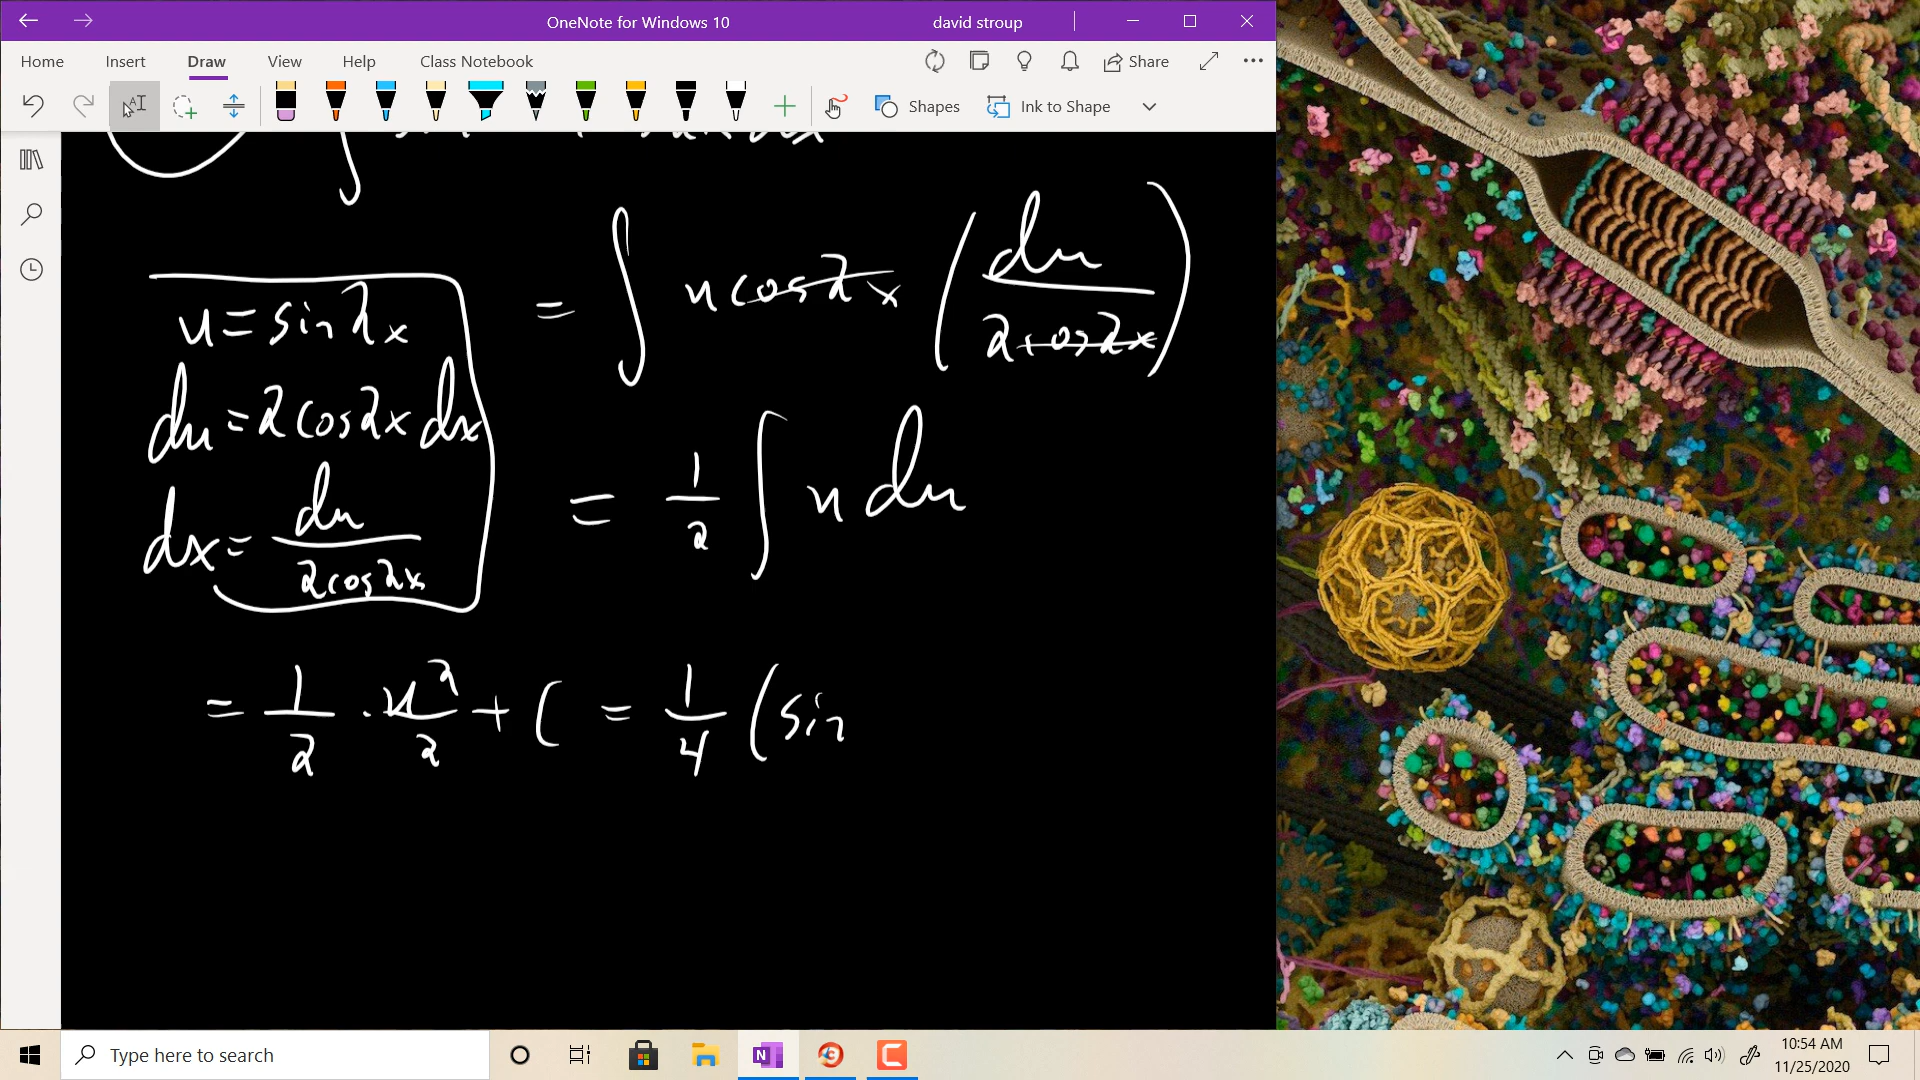 OneNote for Windows 10
david stroup
Home Insert Draw View Help Class Notebook Share
Shapes Ink to Shape
= ∫ u cos2x (du/2cos2x)
u = sin2x
du = 2cos2x dx
dx = du/2cos2x
= 1/2 ∫ u du
= 1/2 · u²/2 + C = 1/4 (sin
Type here to search
10:54 AM
11/25/2020